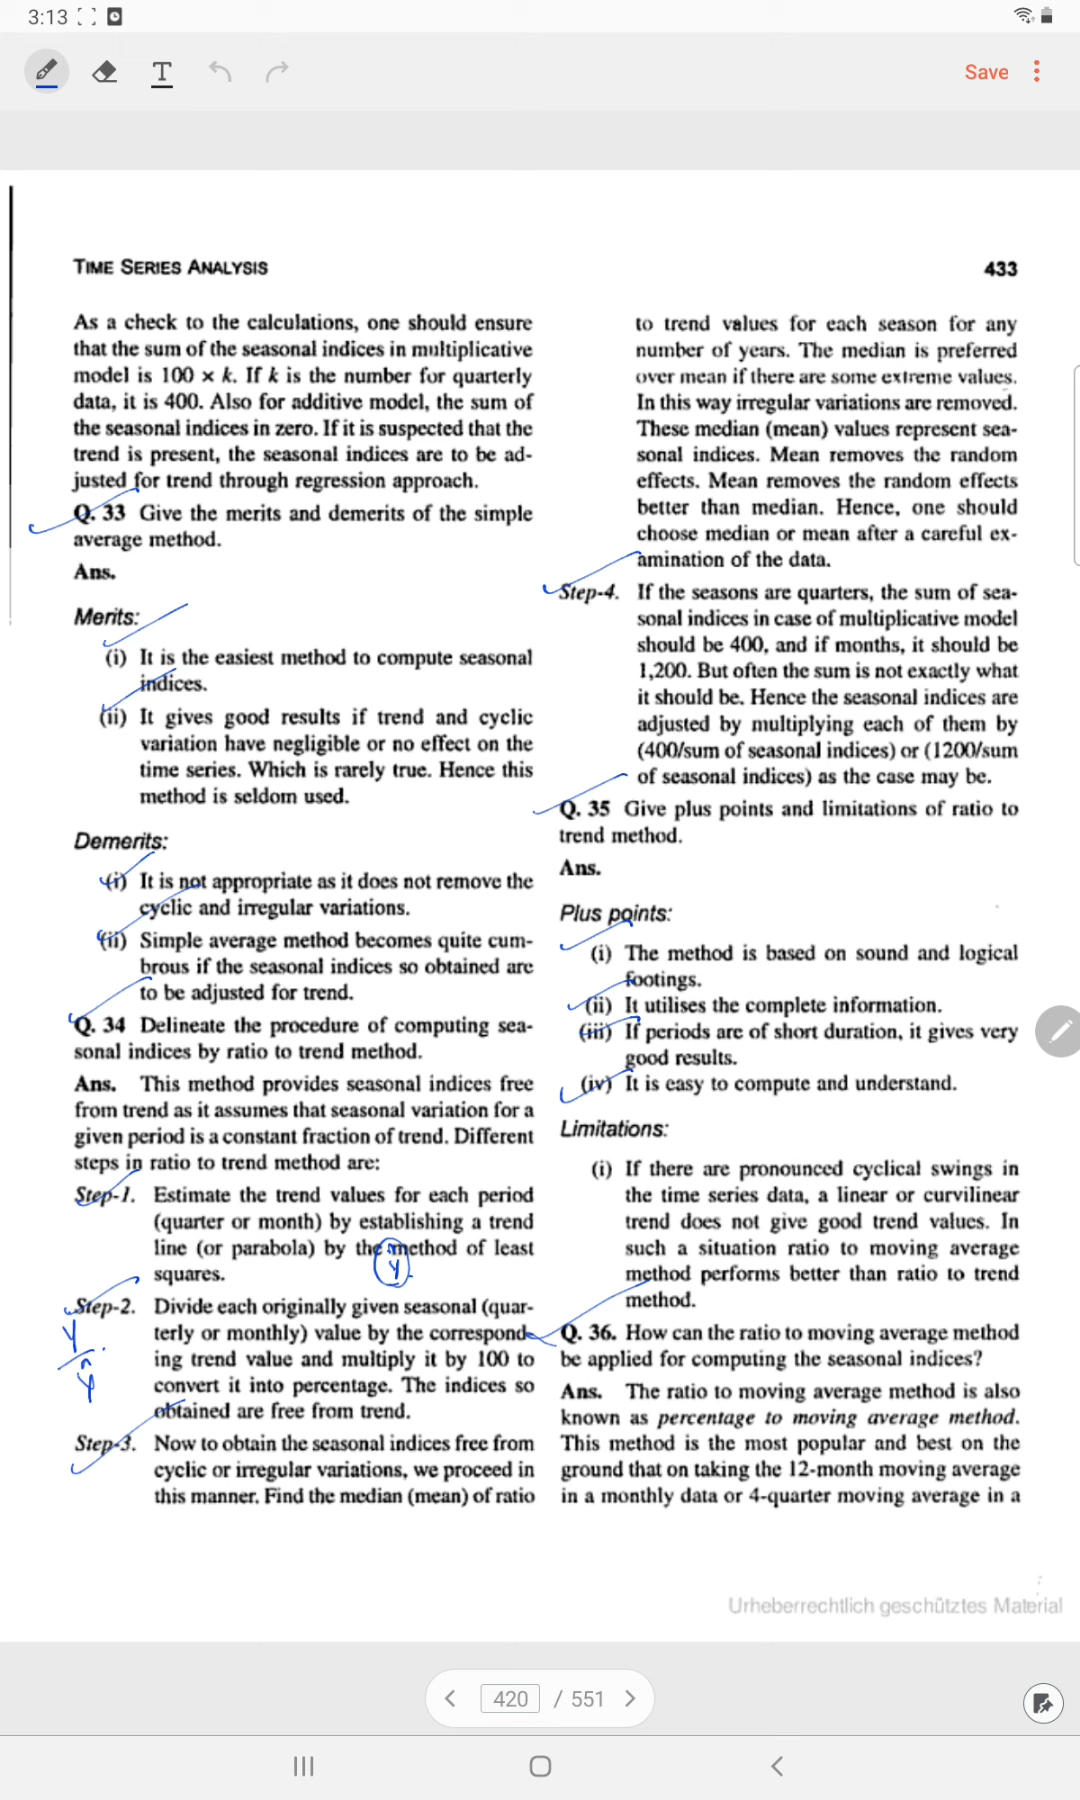 3:13
Save
TIME SERIES ANALYSIS
433
As a check to the calculations, one should ensure
that the sum of the seasonal indices in multiplicative
model is 100 × k. If k is the number for quarterly
data, it is 400. Also for additive model, the sum of
the seasonal indices in zero. If it is suspected that the
trend is present, the seasonal indices are to be ad-
justed for trend through regression approach.
Q. 33 Give the merits and demerits of the simple
average method.
Ans.
Merits:
(i) It is the easiest method to compute seasonal
indices.
(ii) It gives good results if trend and cyclic
variation have negligible or no effect on the
time series. Which is rarely true. Hence this
method is seldom used.
Demerits:
(i) It is not appropriate as it does not remove the
cyclic and irregular variations.
(ii) Simple average method becomes quite cum-
brous if the seasonal indices so obtained are
to be adjusted for trend.
Q. 34 Delineate the procedure of computing sea-
sonal indices by ratio to trend method.
Ans. This method provides seasonal indices free
from trend as it assumes that seasonal variation for a
given period is a constant fraction of trend. Different
steps in ratio to trend method are:
Step-1. Estimate the trend values for each period
(quarter or month) by establishing a trend
line (or parabola) by the method of least
squares.
Step-2. Divide each originally given seasonal (quar-
terly or monthly) value by the correspond-
ing trend value and multiply it by 100 to
convert it into percentage. The indices so
obtained are free from trend.
Step-3. Now to obtain the seasonal indices free from
cyclic or irregular variations, we proceed in
this manner. Find the median (mean) of ratio
to trend values for each season for any
number of years. The median is preferred
over mean if there are some extreme values.
In this way irregular variations are removed.
These median (mean) values represent sea-
sonal indices. Mean removes the random
effects. Mean removes the random effects
better than median. Hence, one should
choose median or mean after a careful ex-
amination of the data.
Step-4. If the seasons are quarters, the sum of sea-
sonal indices in case of multiplicative model
should be 400, and if months, it should be
1,200. But often the sum is not exactly what
it should be. Hence the seasonal indices are
adjusted by multiplying each of them by
(400/sum of seasonal indices) or (1200/sum
of seasonal indices) as the case may be.
Q. 35 Give plus points and limitations of ratio to
trend method.
Ans.
Plus points:
(i) The method is based on sound and logical
footings.
(ii) It utilises the complete information.
(iii) If periods are of short duration, it gives very
good results.
(iv) It is easy to compute and understand.
Limitations:
(i) If there are pronounced cyclical swings in
the time series data, a linear or curvilinear
trend does not give good trend values. In
such a situation ratio to moving average
method performs better than ratio to trend
method.
Q. 36. How can the ratio to moving average method
be applied for computing the seasonal indices?
Ans. The ratio to moving average method is also
known as percentage to moving average method.
This method is the most popular and best on the
ground that on taking the 12-month moving average
in a monthly data or 4-quarter moving average in a
Urheberrechtlich geschütztes Material
420 / 551